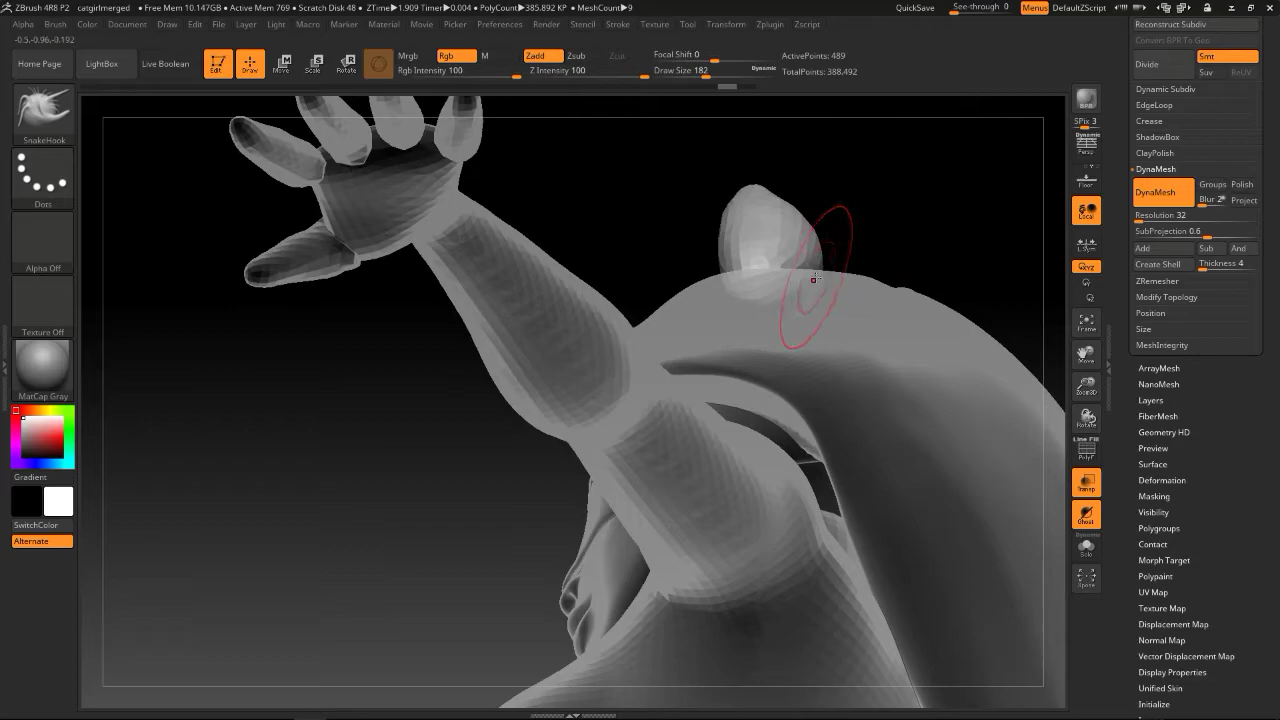 ZBrush 4R8 P2 catgirlmerged • Free Mem 10.147GB • Active Mem 769 • Scratch Disk 48 • ZTime▶1.909 Timer▶0.004 • PolyCount▶385.892 KP • MeshCount▶9 QuickSave See-through 0 Menus DefaultZScript
Alpha Brush Color Document Draw Edit File Layer Light Macro Marker Material Movie Picker Preferences Render Stencil Stroke Texture Tool Transform Zplugin Zscript
-0.5,-0.96,-0.192
Home Page LightBox Live Boolean Edit Draw Move Scale Rotate
Mrgb Rgb M Zadd Zsub Zcut
Rgb Intensity 100 Z Intensity 100
Focal Shift 0
Draw Size 182 Dynamic
ActivePoints: 489
TotalPoints: 388,492
SnakeHook
Dots
Alpha Off
Texture Off
MatCap Gray
Gradient
SwitchColor
Alternate
BPR
SPix 3
Dynamic
Persp
Floor
Local
L.Sym
XYZ
Frame
Move
Zoom3D
Rotate
Line Fill
PolyF
Transp
Ghost
Dynamic
Solo
Xpose
Reconstruct Subdiv
Convert BPR To Geo
Divide Smt
Suv ReUV
Dynamic Subdiv
EdgeLoop
Crease
ShadowBox
ClayPolish
DynaMesh
DynaMesh Groups Polish
Blur 2 Project
Resolution 32
SubProjection 0.6
Add Sub And
Create Shell Thickness 4
ZRemesher
Modify Topology
Position
Size
MeshIntegrity
ArrayMesh
NanoMesh
Layers
FiberMesh
Geometry HD
Preview
Surface
Deformation
Masking
Visibility
Polygroups
Contact
Morph Target
Polypaint
UV Map
Texture Map
Displacement Map
Normal Map
Vector Displacement Map
Display Properties
Unified Skin
Initialize